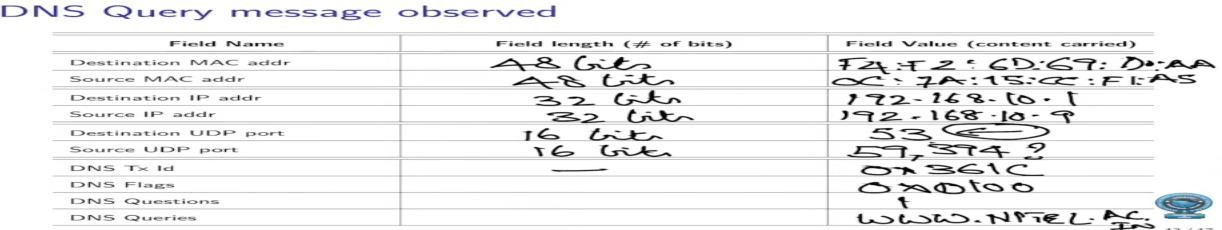 DNS Query message observed
Field Name Field length (# of bits) Field Value (content carried)
Destination MAC addr 48 bits F4:F2:6D:69:D0:AA
Source MAC addr 48 bits 0C:7A:15:CC:F1:A5
Destination IP addr 32 bits 192.168.10.1
Source IP addr 32 bits 192.168.10.9
Destination UDP port 16 bits 53
Source UDP port 16 bits 59,394 ?
DNS Tx Id — 0x361C
DNS Flags 0x0100
DNS Questions 1
DNS Queries WWW.NPTEL.AC.
IN